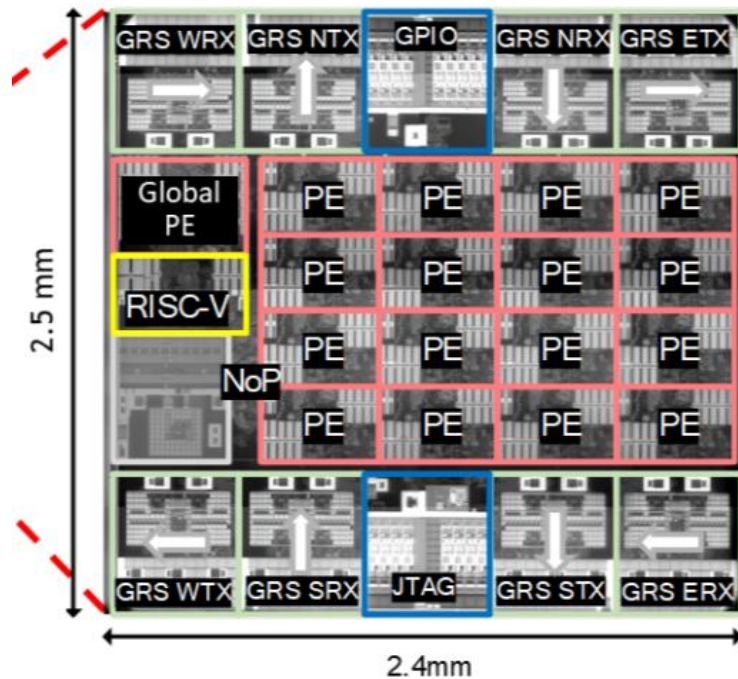 GRS WRX
GRS NTX
GPIO
GRS NRX
GRS ETX
Global
PE
PE
PE
PE
PE
RISC-V
PE
PE
PE
PE
NoP
PE
PE
PE
PE
PE
PE
PE
PE
GRS WTX
GRS SRX
JTAG
GRS STX
GRS ERX
2.5 mm
2.4mm